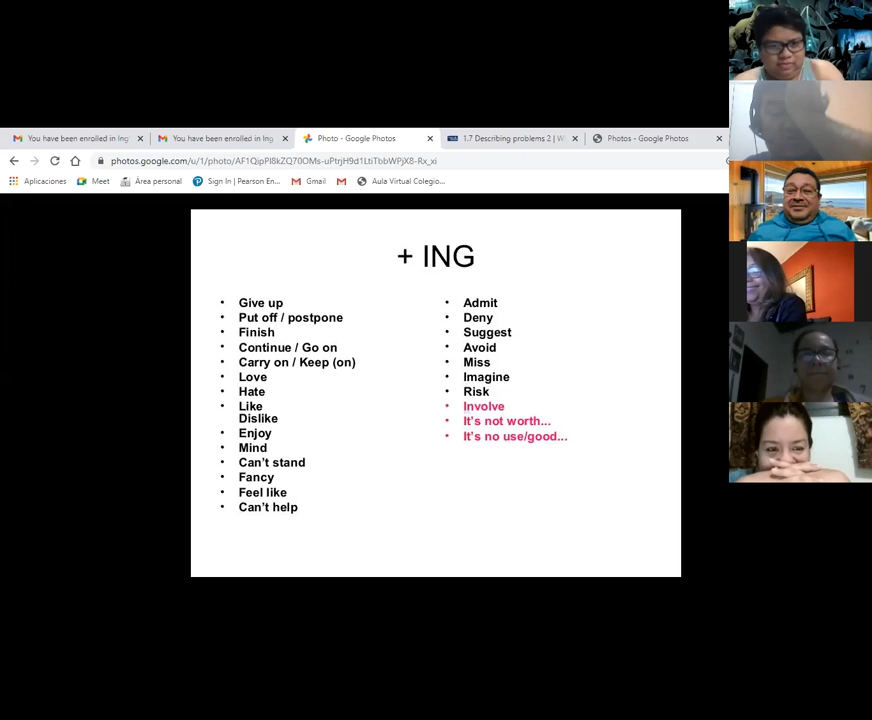 You have been enrolled in Ing
You have been enrolled in Ing
Photo - Google Photos
1.7 Describing problems 2 | W
Photos - Google Photos
photos.google.com/u/1/photo/
Aplicaciones
Meet
Área personal
Sign In | Pearson En...
Gmail
Aula Virtual Colegio...
+ ING
• Give up
• Put off / postpone
• Finish
• Continue / Go on
• Carry on / Keep (on)
• Love
• Hate
• Like
Dislike
• Enjoy
• Mind
• Can't stand
• Fancy
• Feel like
• Can't help
• Admit
• Deny
• Suggest
• Avoid
• Miss
• Imagine
• Risk
• Involve
• It's not worth...
• It's no use/good...